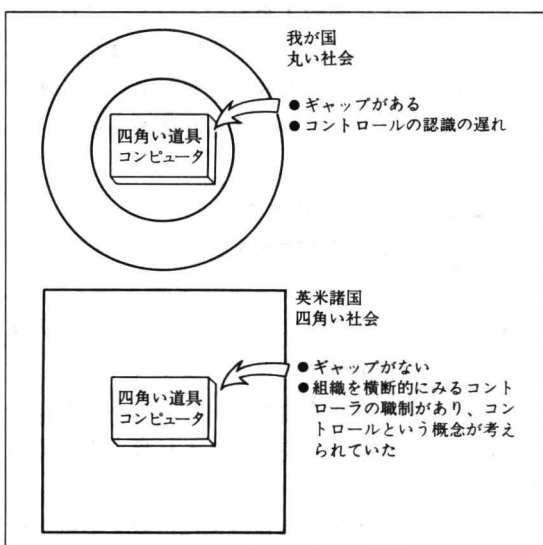 我が国
丸い社会
●ギャップがある
●コントロールの認識の遅れ
四角い道具
コンピュータ
英米諸国
四角い社会
●ギャップがない
●組織を横断的にみるコント
ローラの職制があり、コン
トロールという概念が考え
られていた
四角い道具
コンピュータ